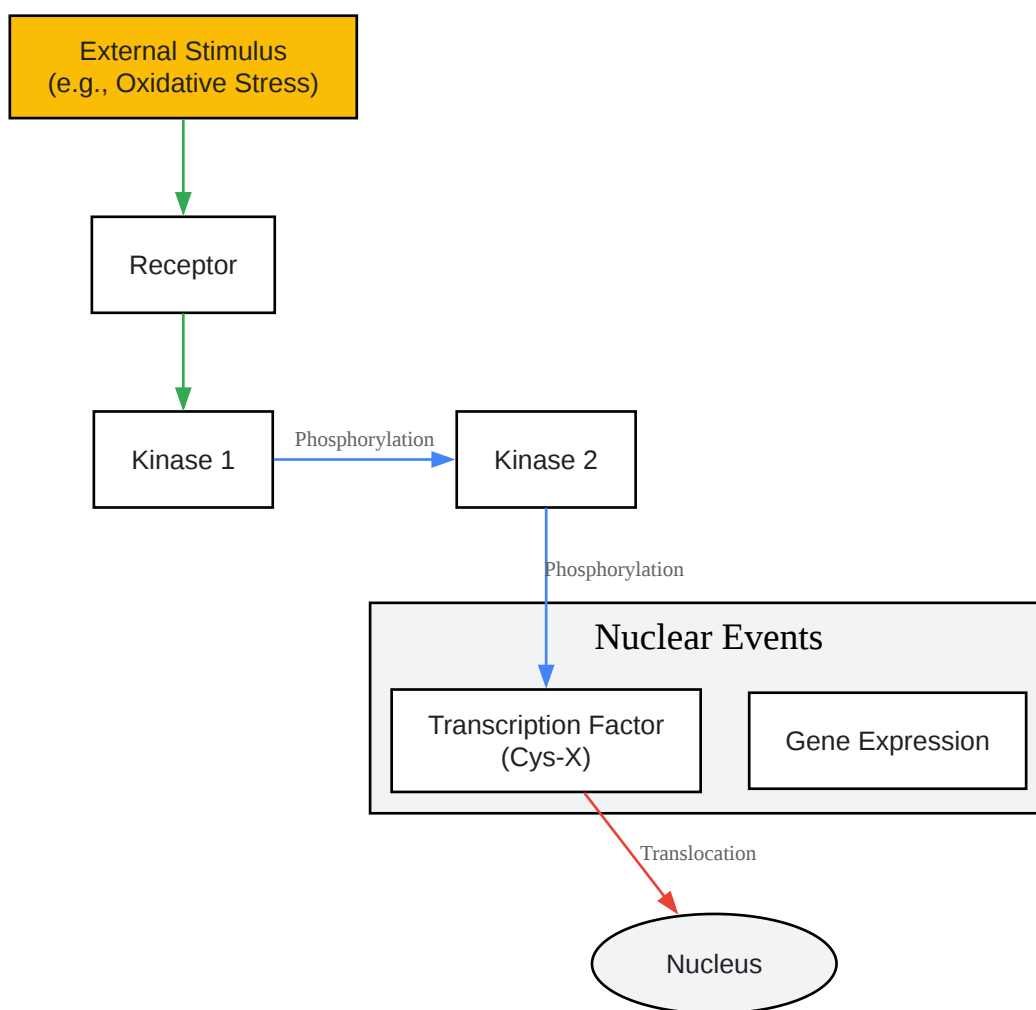 External Stimulus
(e.g., Oxidative Stress)
Receptor
Kinase 1
Phosphorylation
Kinase 2
Phosphorylation
Nuclear Events
Transcription Factor
(Cys-X)
Gene Expression
Translocation
Nucleus